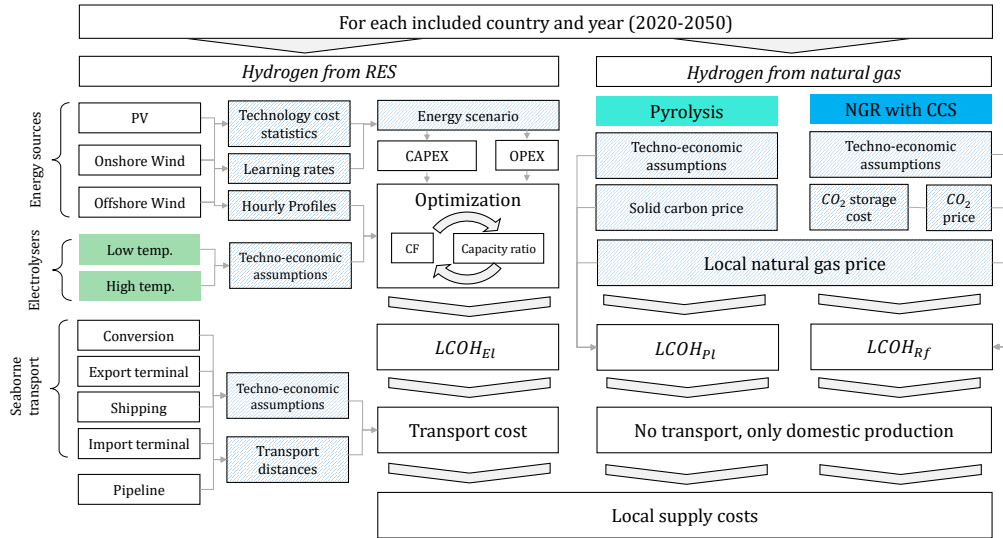 For each included country and year (2020-2050)
Hydrogen from RES
Hydrogen from natural gas
Energy sources
PV
Onshore Wind
Offshore Wind
Technology cost
statistics
Learning rates
Hourly Profiles
Energy scenario
CAPEX
OPEX
Optimization
CF
Capacity ratio
Electrolysers
Low temp.
High temp.
Techno-economic
assumptions
Pyrolysis
NGR with CCS
Techno-economic
assumptions
Techno-economic
assumptions
Solid carbon price
CO2 storage
cost
CO2
price
Local natural gas price
LCOH_El
LCOH_Pl
LCOH_Rf
Seaborne
transport
Conversion
Export terminal
Shipping
Import terminal
Pipeline
Techno-economic
assumptions
Transport
distances
Transport cost
No transport, only domestic production
Local supply costs